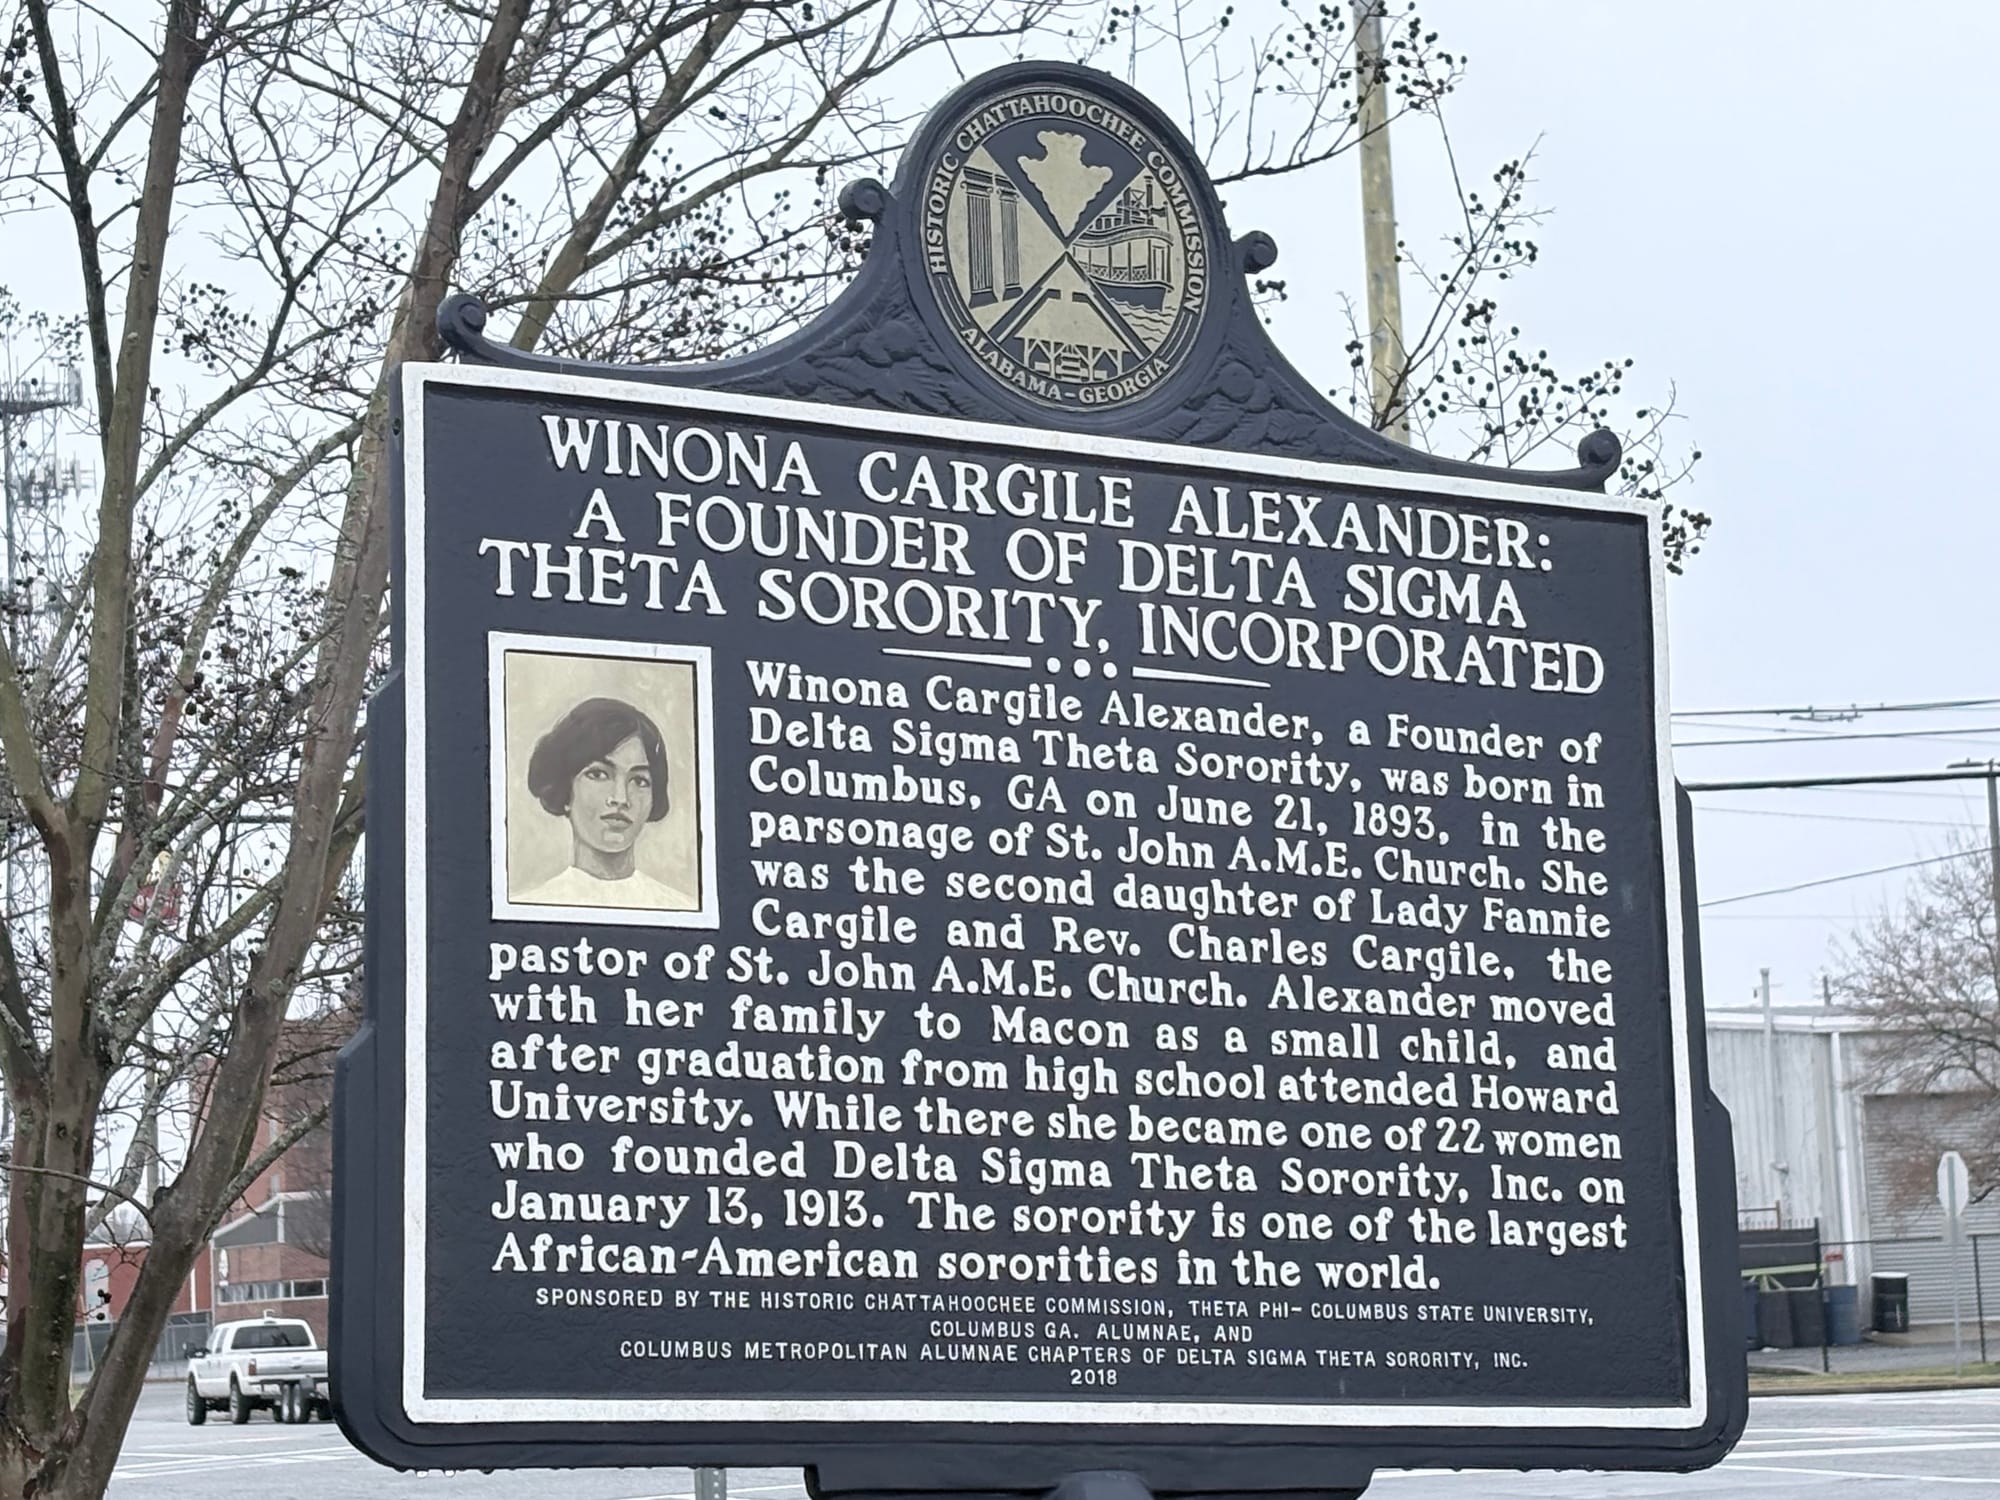 HISTORIC CHATTAHOOCHEE COMMISSION
ALABAMA-GEORGIA
WINONA CARGILE ALEXANDER:
A FOUNDER OF DELTA SIGMA
THETA SORORITY, INCORPORATED
Winona Cargile Alexander, a Founder of
Delta Sigma Theta Sorority, was born in
Columbus, GA on June 21, 1893, in the
parsonage of St. John A.M.E. Church. She
was the second daughter of Lady Fannie
Cargile and Rev. Charles Cargile, the
pastor of St. John A.M.E. Church. Alexander moved
with her family to Macon as a small child, and
after graduation from high school attended Howard
University. While there she became one of 22 women
who founded Delta Sigma Theta Sorority, Inc. on
January 13, 1913. The sorority is one of the largest
African-American sororities in the world.
SPONSORED BY THE HISTORIC CHATTAHOOCHEE COMMISSION, THETA PHI- COLUMBUS STATE UNIVERSITY,
COLUMBUS GA. ALUMNAE, AND
COLUMBUS METROPOLITAN ALUMNAE CHAPTERS OF DELTA SIGMA THETA SORORITY, INC.
2018